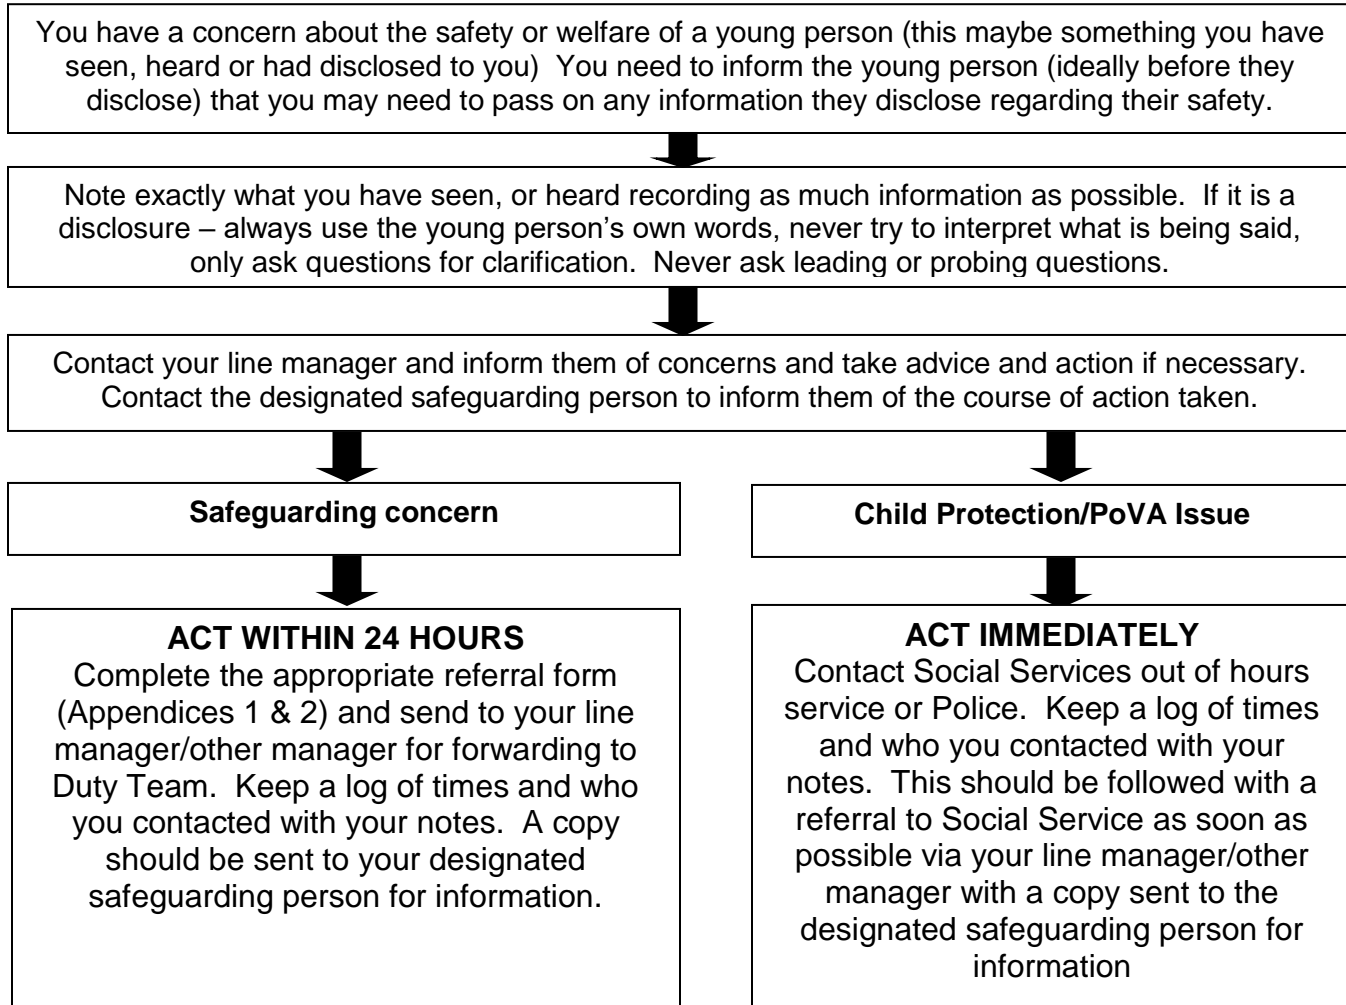 You have a concern about the safety or welfare of a young person (this maybe something you have
seen, heard or had disclosed to you)  You need to inform the young person (ideally before they
disclose) that you may need to pass on any information they disclose regarding their safety.
Note exactly what you have seen, or heard recording as much information as possible.  If it is a
disclosure – always use the young person’s own words, never try to interpret what is being said,
only ask questions for clarification.  Never ask leading or probing questions.
Contact your line manager and inform them of concerns and take advice and action if necessary.
Contact the designated safeguarding person to inform them of the course of action taken.
Safeguarding concern
ACT WITHIN 24 HOURS
Complete the appropriate referral form
(Appendices 1 & 2) and send to your line
manager/other manager for forwarding to
Duty Team.  Keep a log of times and who
you contacted with your notes.  A copy
should be sent to your designated
safeguarding person for information.
Child Protection/PoVA Issue
ACT IMMEDIATELY
Contact Social Services out of hours
service or Police.  Keep a log of times
and who you contacted with your
notes.  This should be followed with a
referral to Social Service as soon as
possible via your line manager/other
manager with a copy sent to the
designated safeguarding person for
information